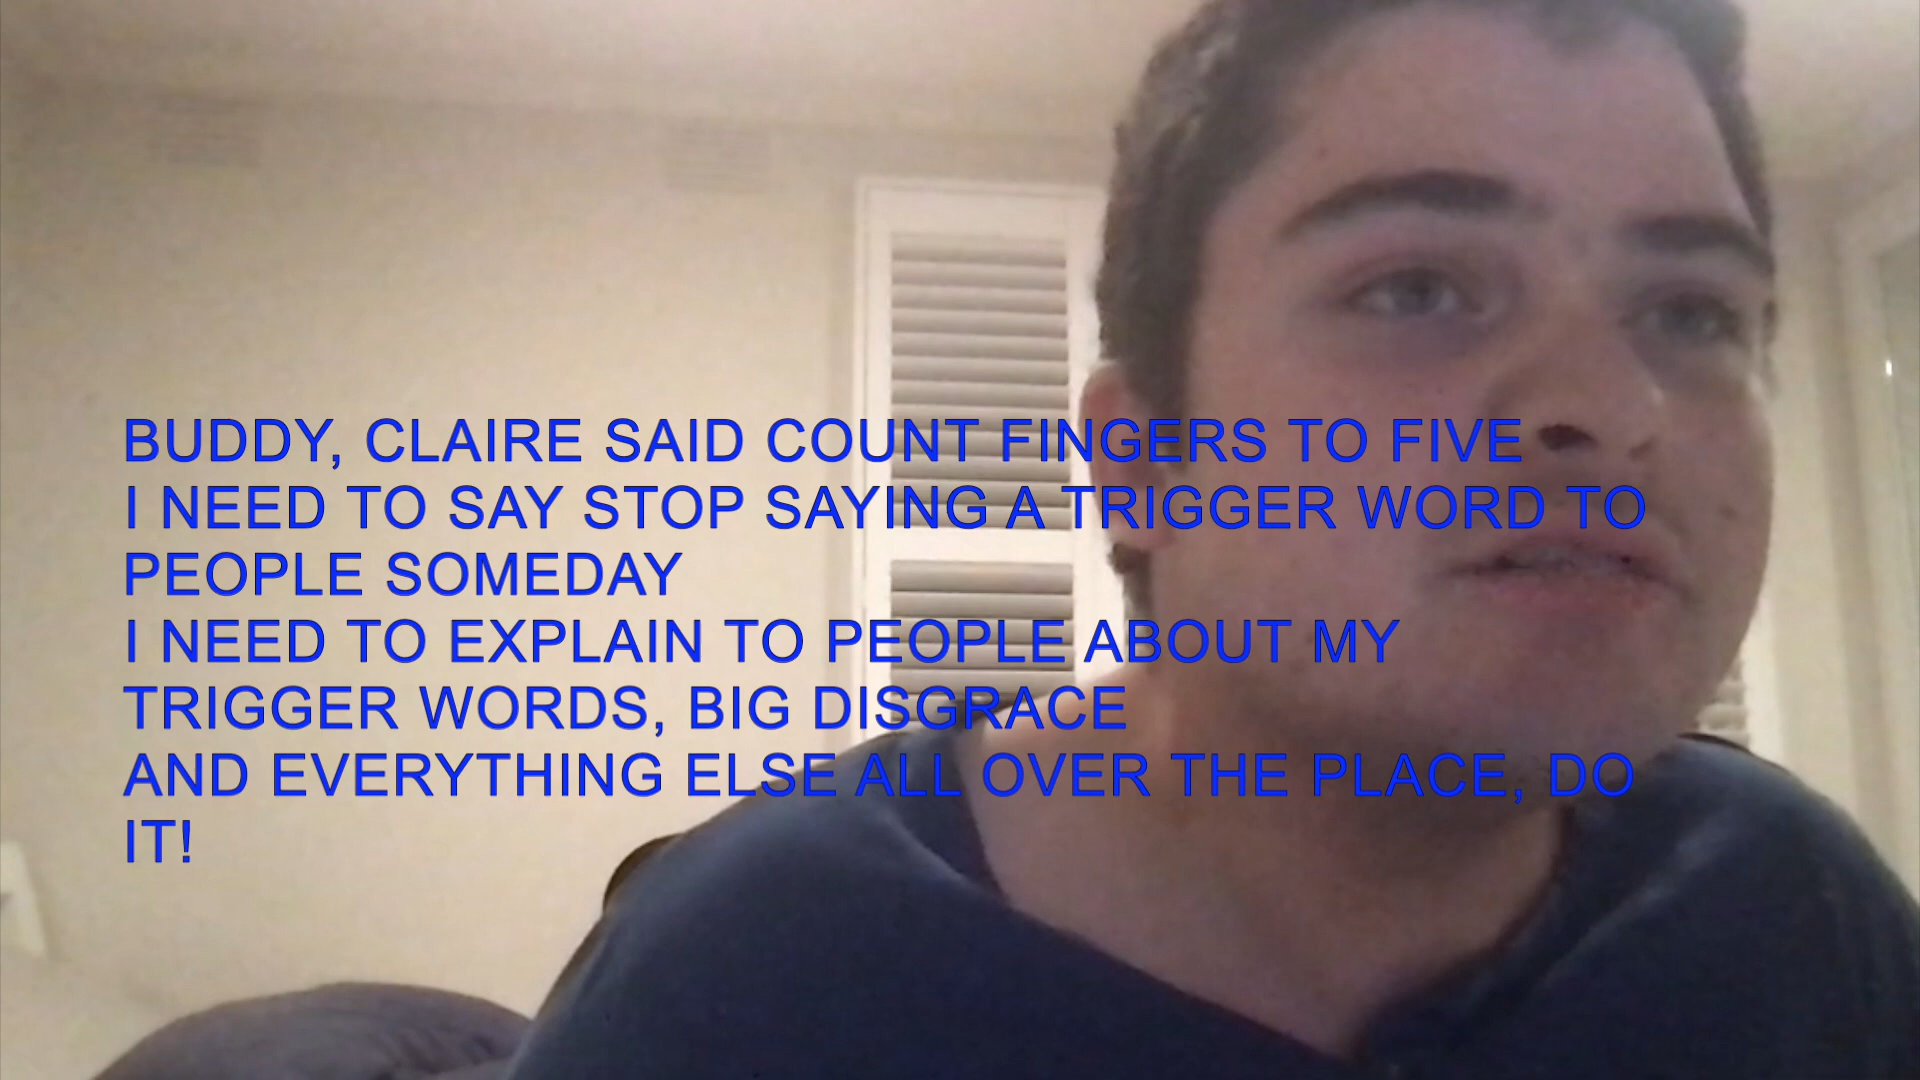 BUDDY, CLAIRE SAID COUNT FINGERS TO FIVE
I NEED TO SAY STOP SAYING A TRIGGER WORD TO
PEOPLE SOMEDAY
I NEED TO EXPLAIN TO PEOPLE ABOUT MY
TRIGGER WORDS, BIG DISGRACE
AND EVERYTHING ELSE ALL OVER THE PLACE, DO
IT!